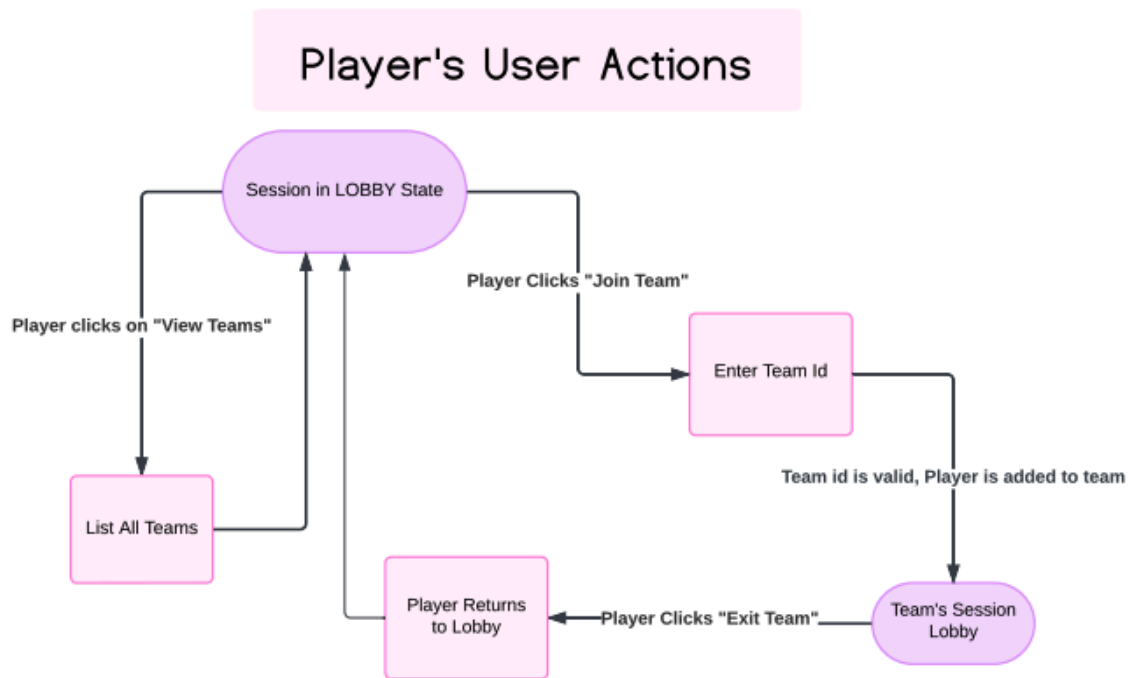 Player's User Actions
Session in LOBBY State
Player Clicks "Join Team"
Player clicks on "View Teams"
Enter Team Id
Team id is valid, Player is added to team
List All Teams
Player Returns
to Lobby
Player Clicks "Exit Team"
Team's Session
Lobby